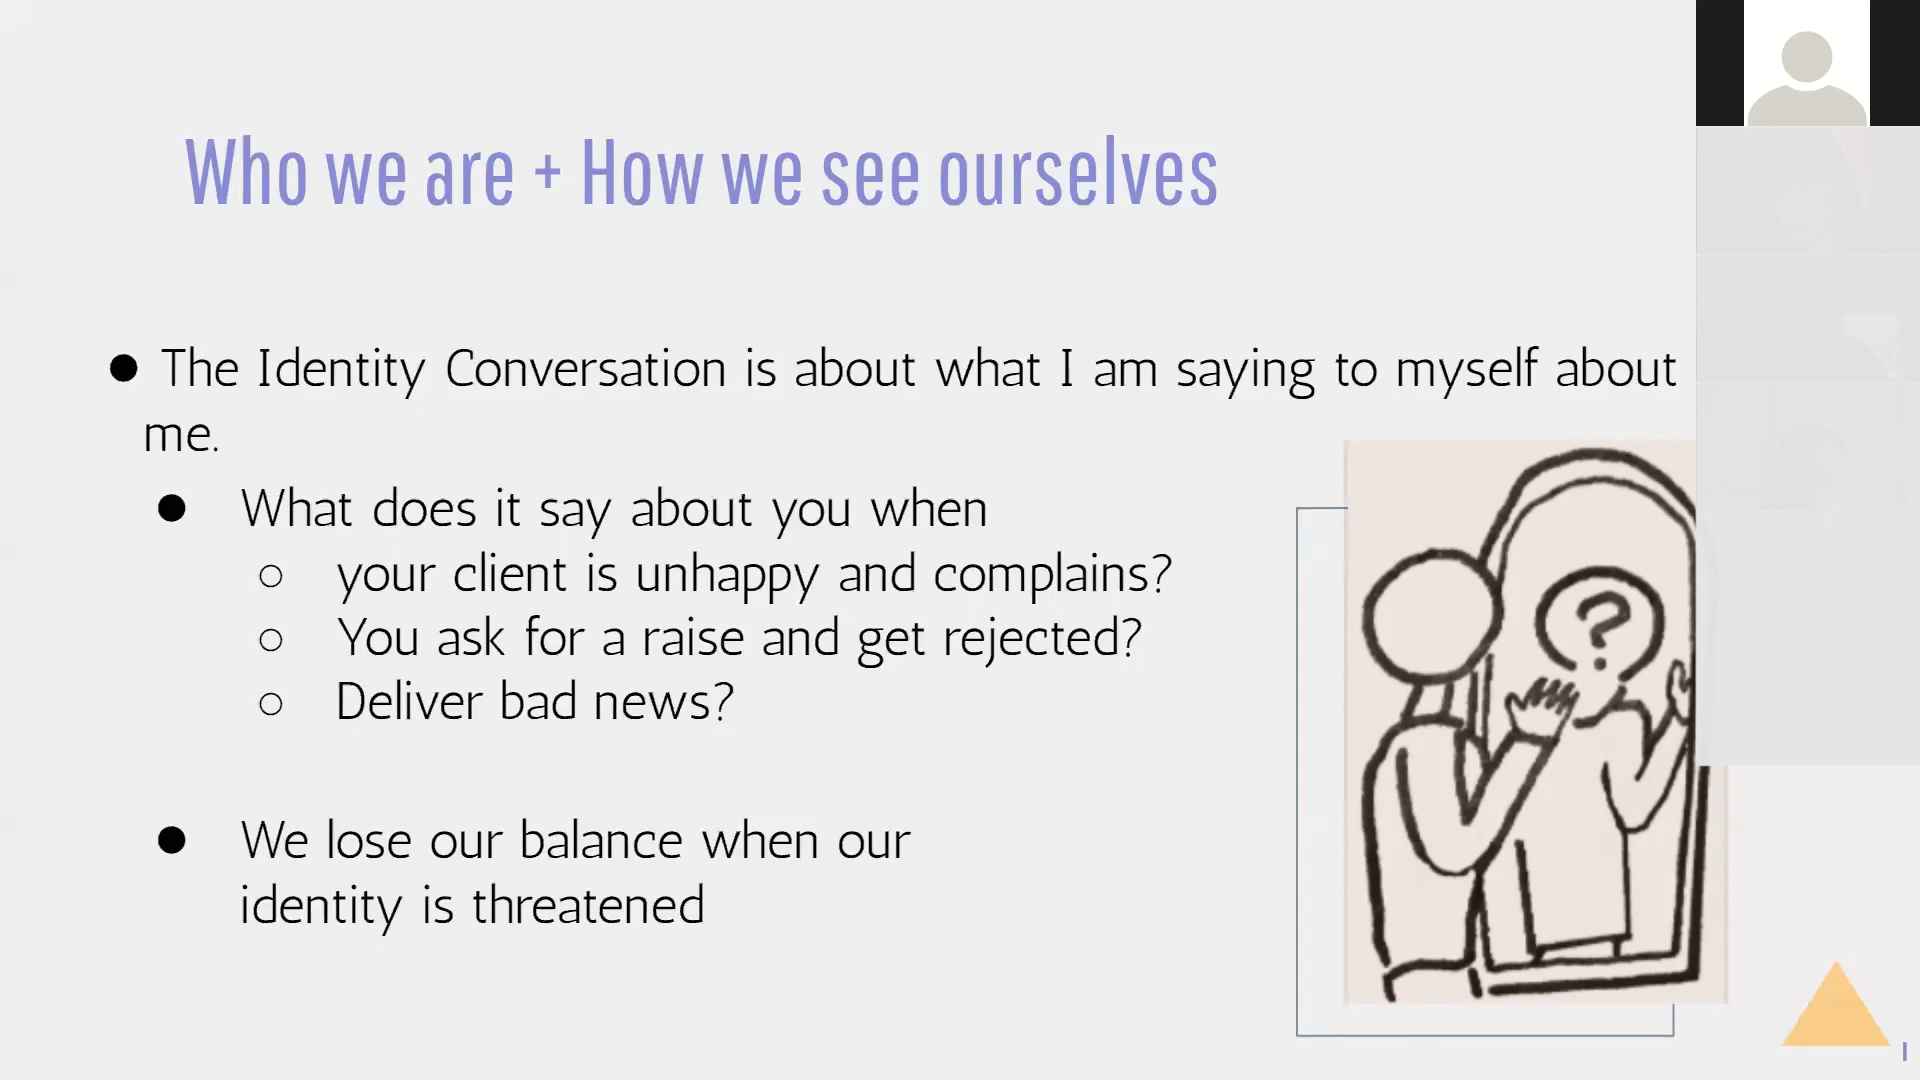 Who we are + How we see ourselves
● The Identity Conversation is about what I am saying to myself about
me.
● What does it say about you when
○ your client is unhappy and complains?
○ You ask for a raise and get rejected?
○ Deliver bad news?
● We lose our balance when our
identity is threatened
?